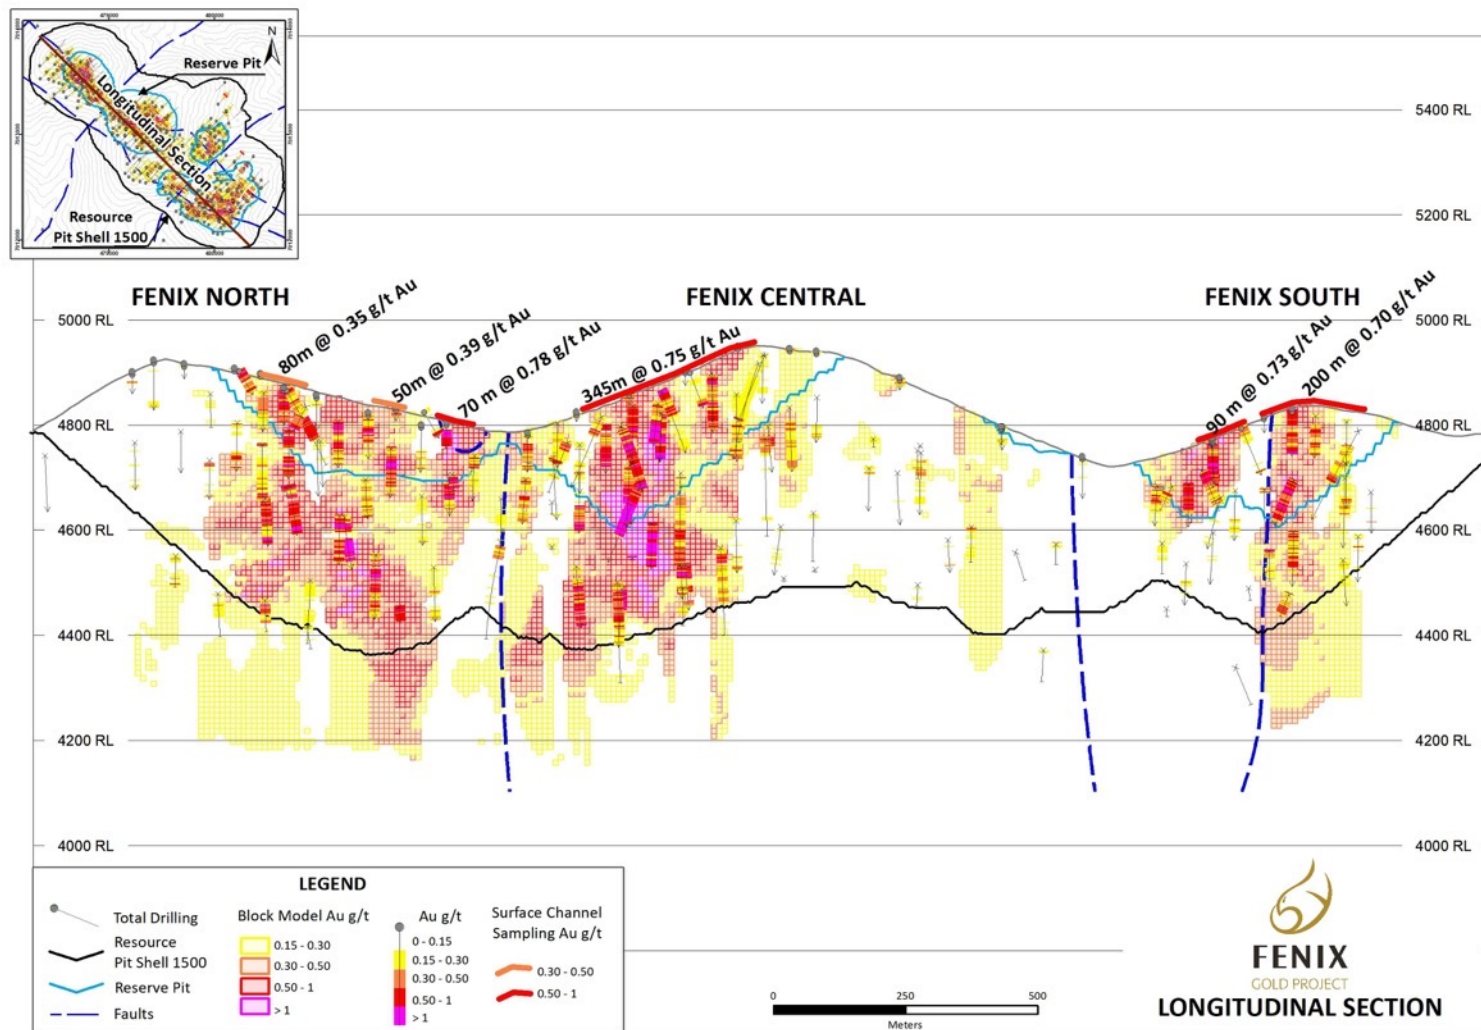 N
Reserve Pit
Longitudinal Section
Resource
Pit Shell 1500
5400 RL
5200 RL
FENIX NORTH
FENIX CENTRAL
FENIX SOUTH
80m @ 0.35 g/t Au
50m @ 0.39 g/t Au
70 m @ 0.78 g/t Au
345m @ 0.75 g/t Au
90 m @ 0.73 g/t Au
200 m @ 0.70 g/t Au
5000 RL
5000 RL
4800 RL
4800 RL
4600 RL
4600 RL
4400 RL
4400 RL
4200 RL
4200 RL
4000 RL
4000 RL
LEGEND
Total Drilling
Resource
Pit Shell 1500
Reserve Pit
Faults
Block Model Au g/t
0.15 - 0.30
0.30 - 0.50
0.50 - 1
> 1
Au g/t
0 - 0.15
0.15 - 0.30
0.30 - 0.50
0.50 - 1
> 1
Surface Channel
Sampling Au g/t
0.30 - 0.50
0.50 - 1
0
250
500
Meters
FENIX
GOLD PROJECT
LONGITUDINAL SECTION